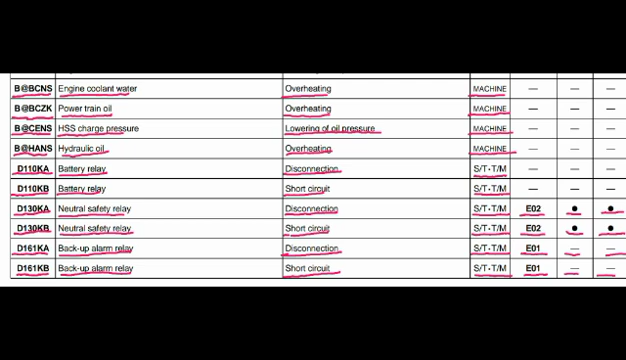 B@BCNS Engine coolant water Overheating MACHINE — — —
B@BCZK Power train oil Overheating MACHINE — — —
B@CENS HSS charge pressure Lowering of oil pressure MACHINE — — —
B@HANS Hydraulic oil Overheating MACHINE — — —
D110KA Battery relay Disconnection S/T•T/M — — —
D110KB Battery relay Short circuit S/T•T/M — — —
D130KA Neutral safety relay Disconnection S/T•T/M E02 ● ●
D130KB Neutral safety relay Short circuit S/T•T/M E02 ● ●
D161KA Back-up alarm relay Disconnection S/T•T/M E01 — —
D161KB Back-up alarm relay Short circuit S/T•T/M E01 — —